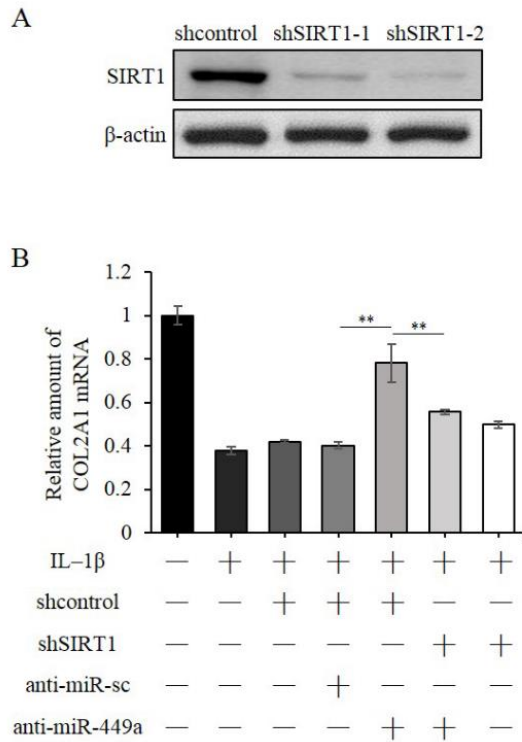 A
shcontrol shSIRT1-1 shSIRT1-2
SIRT1
β-actin
B
Relative amount of
COL2A1 mRNA
1.2
1
0.8
0.6
0.4
0.2
0
** **
IL–1β — + + + + + +
shcontrol — — + + + — —
shSIRT1 — — — — — + +
anti-miR-sc — — — + — — —
anti-miR-449a — — — — + + —